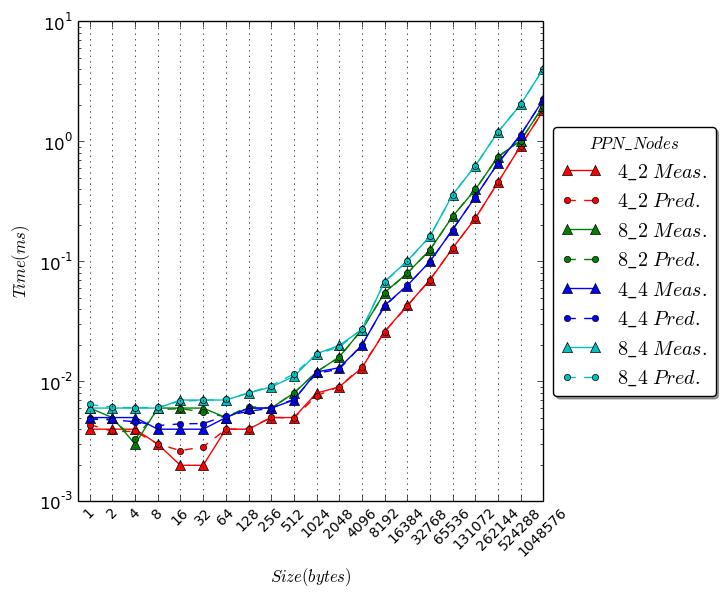 10^1
10^0
10^-1
10^-2
10^-3
Time(ms)
1 2 4 8 16 32 64 128 256 512 1024 2048 4096 8192 16384 32768 65536 131072 262144 524288 1048576
Size(bytes)
PPN_Nodes
4_2 Meas.
4_2 Pred.
8_2 Meas.
8_2 Pred.
4_4 Meas.
4_4 Pred.
8_4 Meas.
8_4 Pred.